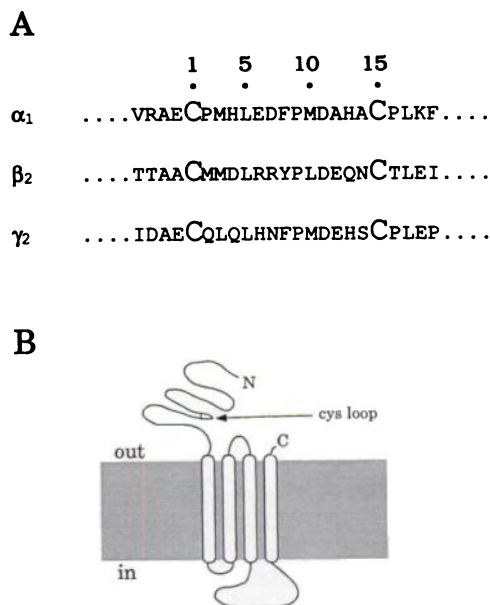 A
1 5 10 15
• • • •
α1 ....VRAECPMHLEDFPMDAHACPLKF....
β2 ....TTAACMMDLRRYPLDEQNCTLEI....
γ2 ....IDAECQLQLHNFPMDEHSCPLEP....
B
N
cys loop
C
out
in